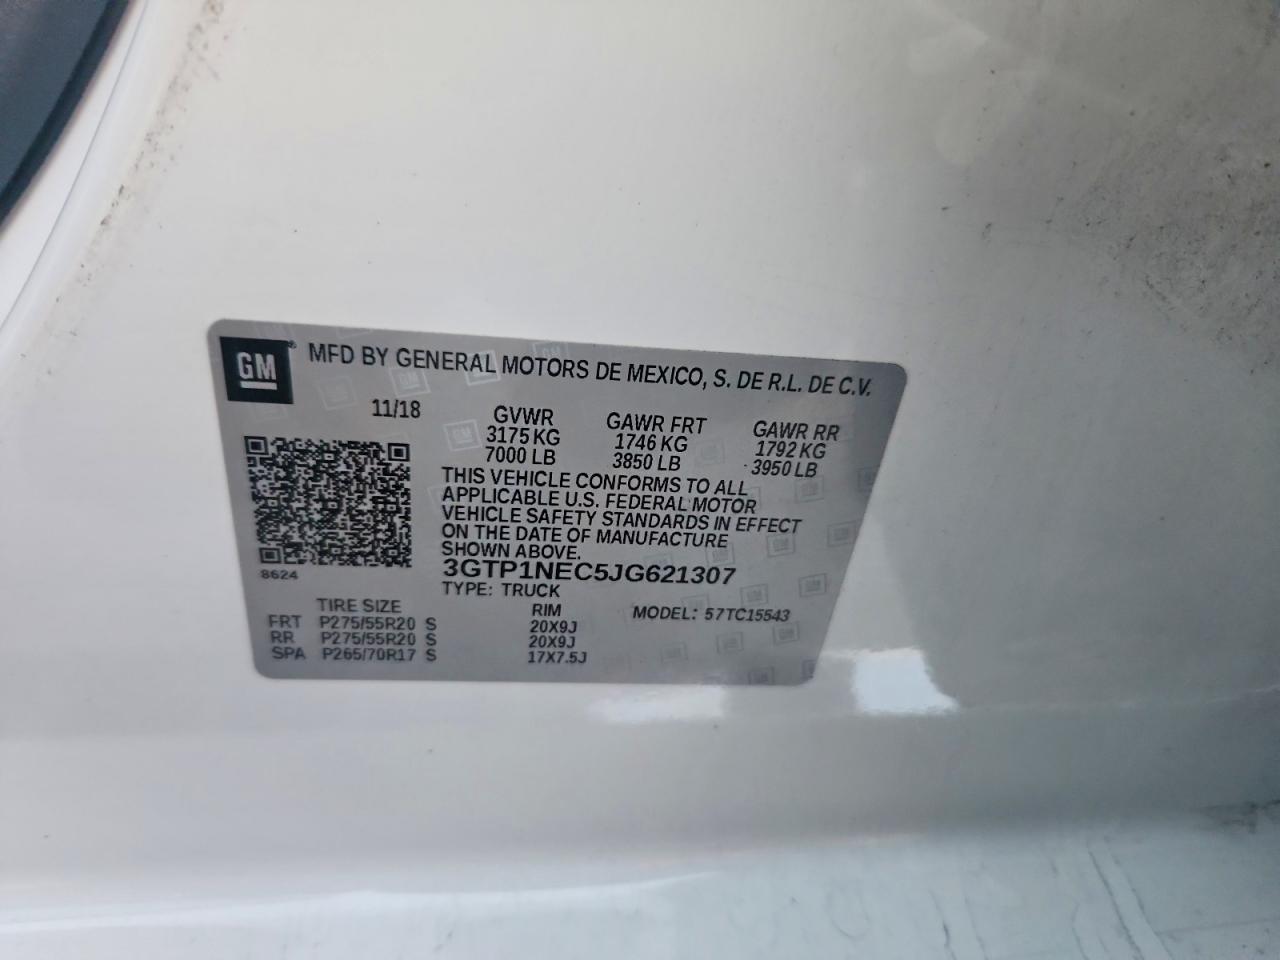 GM
MFD BY GENERAL MOTORS DE MEXICO, S. DE R.L. DE C.V.
11/18 GVWR GAWR FRT GAWR RR
3175 KG 1746 KG 1792 KG
7000 LB 3850 LB 3950 LB
THIS VEHICLE CONFORMS TO ALL
APPLICABLE U.S. FEDERAL MOTOR
VEHICLE SAFETY STANDARDS IN EFFECT
ON THE DATE OF MANUFACTURE
SHOWN ABOVE.
8624
3GTP1NEC5JG621307
TYPE: TRUCK
TIRE SIZE RIM MODEL: 57TC15543
FRT P275/55R20 S 20X9J
RR P275/55R20 S 20X9J
SPA P265/70R17 S 17X7.5J